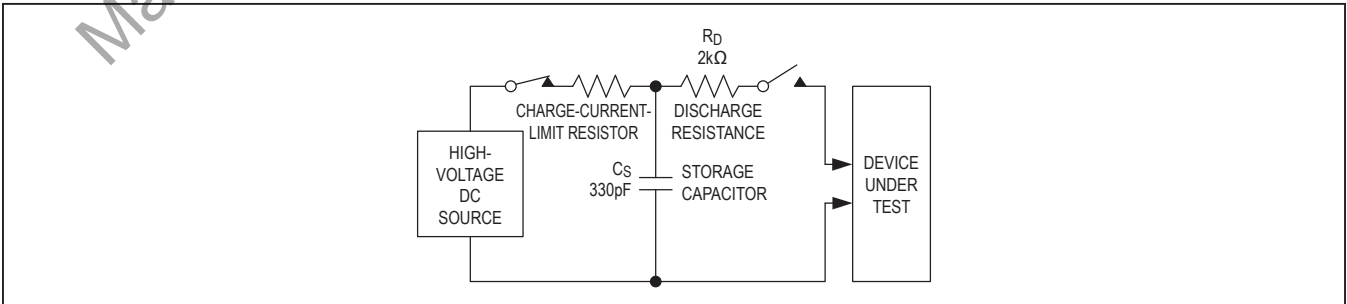 RD
2kΩ
CHARGE-CURRENT-
LIMIT RESISTOR
DISCHARGE
RESISTANCE
HIGH-
VOLTAGE
DC
SOURCE
CS
330pF
STORAGE
CAPACITOR
DEVICE
UNDER
TEST